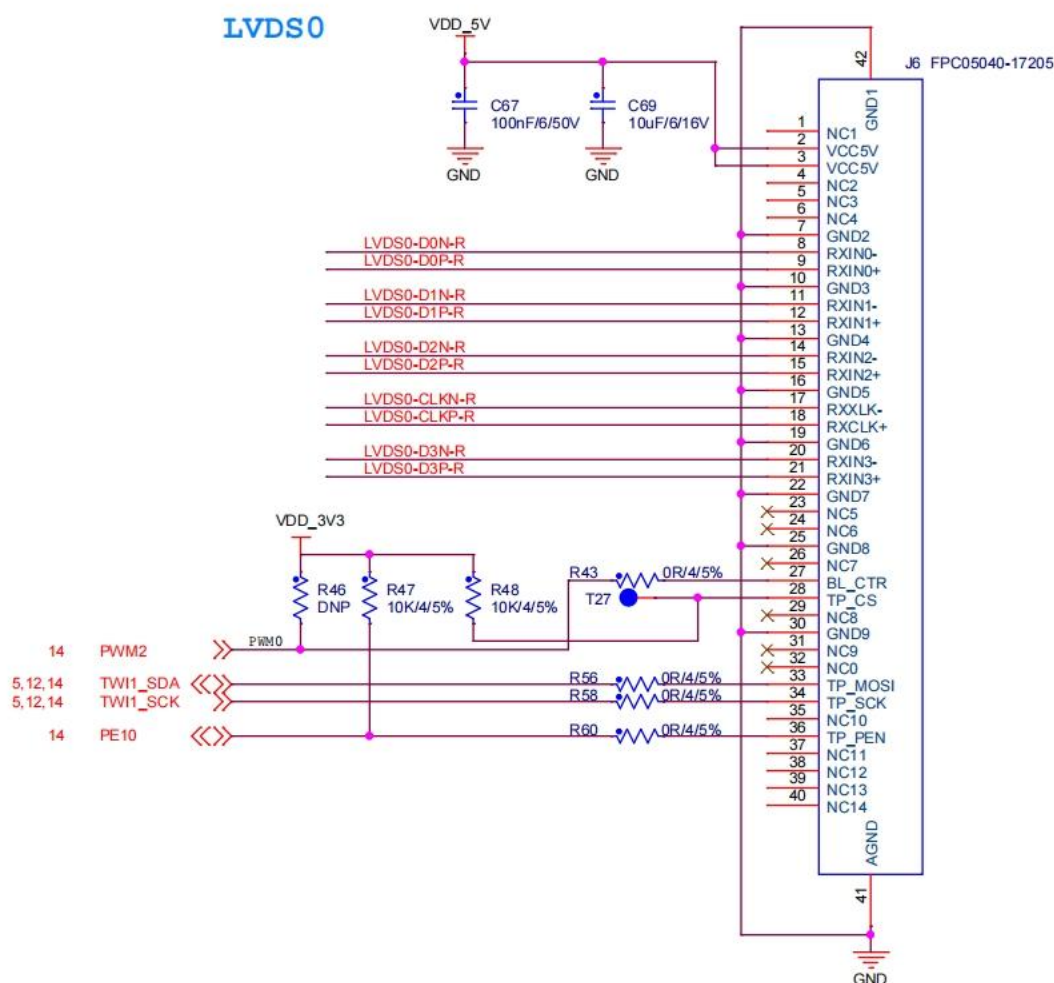 LVDS0
VDD_5V
J6 FPC05040-17205
42
GND1
C67
100nF/6/50V
C69
10uF/6/16V
GND
GND
1 NC1
2 VCC5V
3 VCC5V
4 NC2
5 NC3
6 NC4
7 GND2
LVDS0-D0N-R 8 RXIN0-
LVDS0-D0P-R 9 RXIN0+
10 GND3
LVDS0-D1N-R 11 RXIN1-
LVDS0-D1P-R 12 RXIN1+
13 GND4
LVDS0-D2N-R 14 RXIN2-
LVDS0-D2P-R 15 RXIN2+
16 GND5
LVDS0-CLKN-R 17 RXXLK-
LVDS0-CLKP-R 18 RXCLK+
19 GND6
LVDS0-D3N-R 20 RXIN3-
LVDS0-D3P-R 21 RXIN3+
22 GND7
23 NC5
24 NC6
25 GND8
26 NC7
VDD_3V3
R46
DNP
R47
10K/4/5%
R48
10K/4/5%
R43 0R/4/5% 27 BL_CTR
T27 28 TP_CS
29 NC8
30 GND9
31 NC9
32 NC0
14 PWM2 PWM0
5,12,14 TWI1_SDA R56 0R/4/5% 33 TP_MOSI
5,12,14 TWI1_SCK R58 0R/4/5% 34 TP_SCK
35 NC10
14 PE10 R60 0R/4/5% 36 TP_PEN
37 NC11
38 NC12
39 NC13
40 NC14
AGND
41
GND